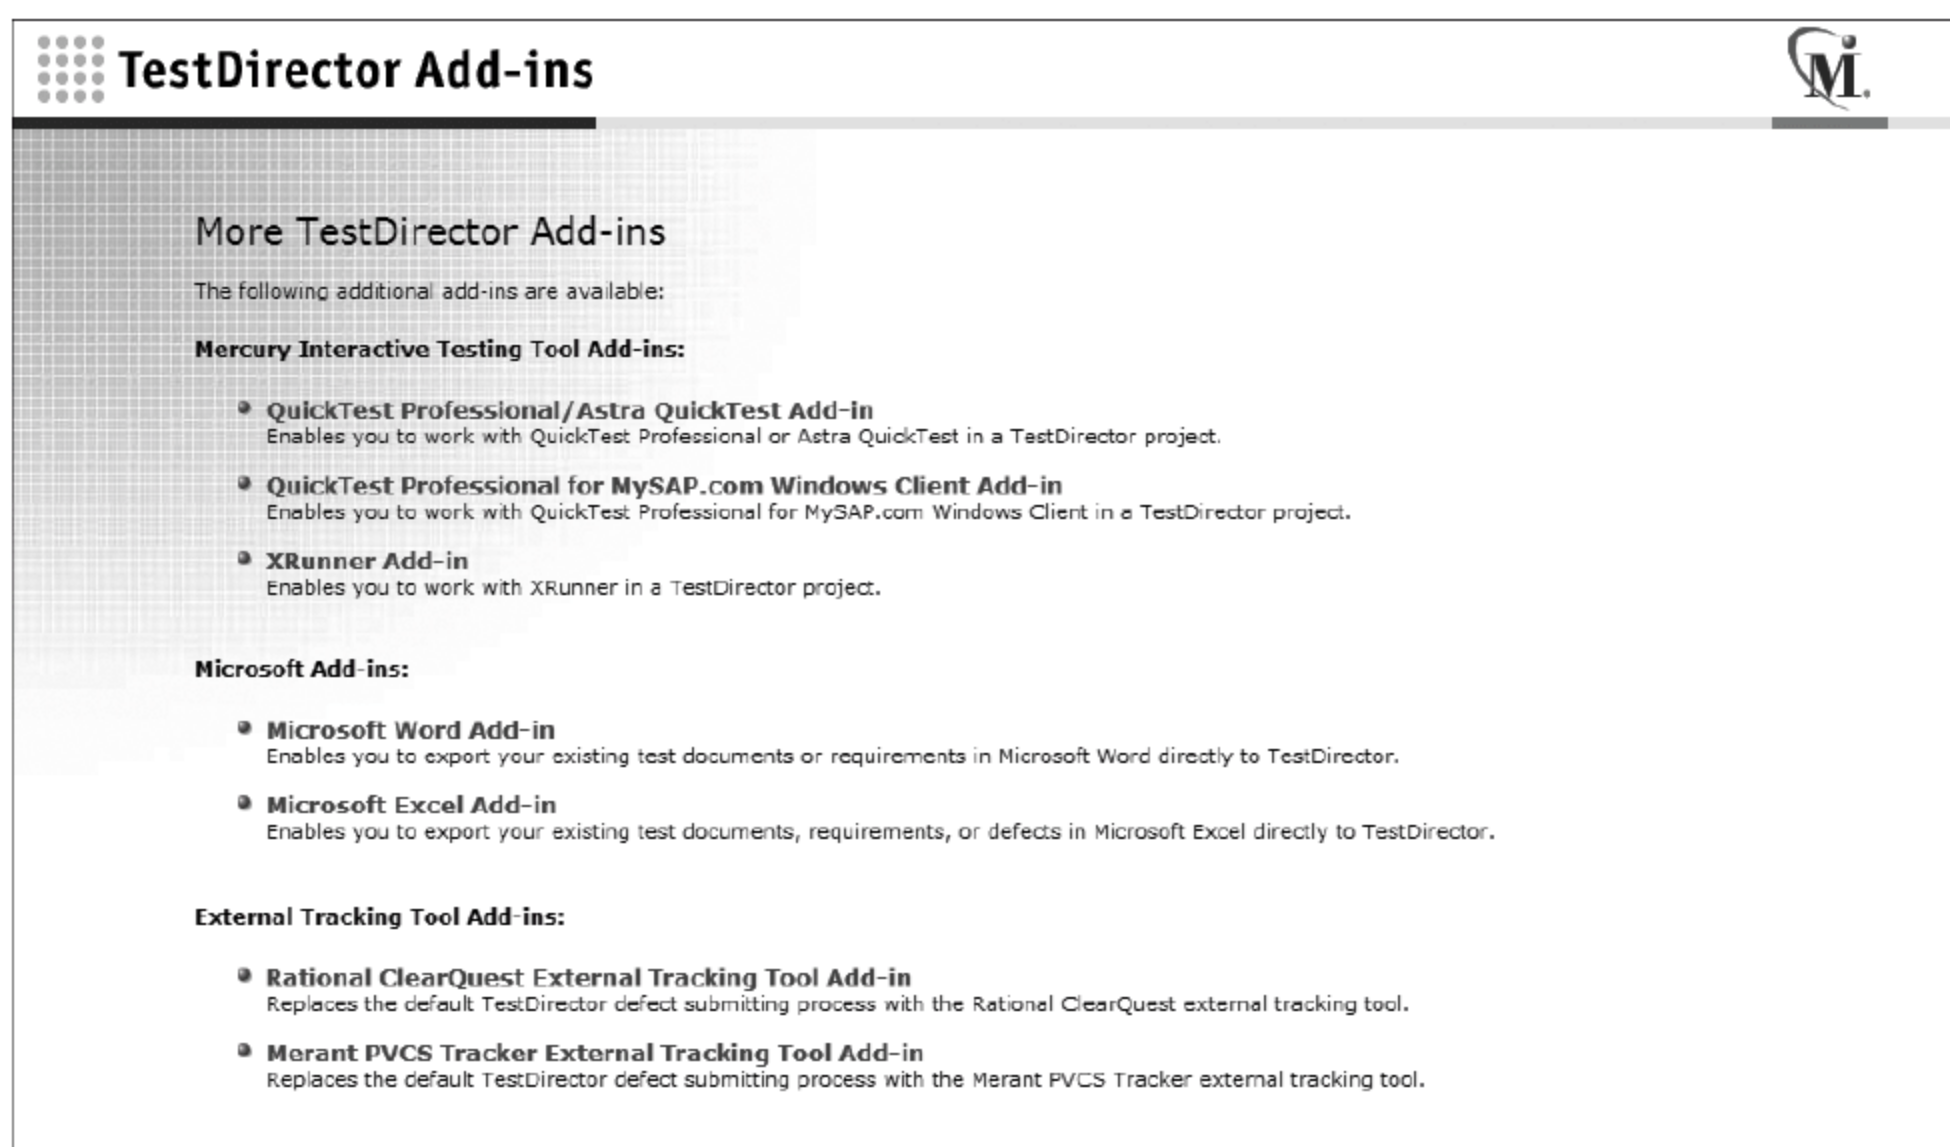 TestDirector Add-ins
M
More TestDirector Add-ins
The following additional add-ins are available:
Mercury Interactive Testing Tool Add-ins:
QuickTest Professional/Astra QuickTest Add-in
Enables you to work with QuickTest Professional or Astra QuickTest in a TestDirector project.
QuickTest Professional for MySAP.com Windows Client Add-in
Enables you to work with QuickTest Professional for MySAP.com Windows Client in a TestDirector project.
XRunner Add-in
Enables you to work with XRunner in a TestDirector project.
Microsoft Add-ins:
Microsoft Word Add-in
Enables you to export your existing test documents or requirements in Microsoft Word directly to TestDirector.
Microsoft Excel Add-in
Enables you to export your existing test documents, requirements, or defects in Microsoft Excel directly to TestDirector.
External Tracking Tool Add-ins:
Rational ClearQuest External Tracking Tool Add-in
Replaces the default TestDirector defect submitting process with the Rational ClearQuest external tracking tool.
Merant PVCS Tracker External Tracking Tool Add-in
Replaces the default TestDirector defect submitting process with the Merant PVCS Tracker external tracking tool.